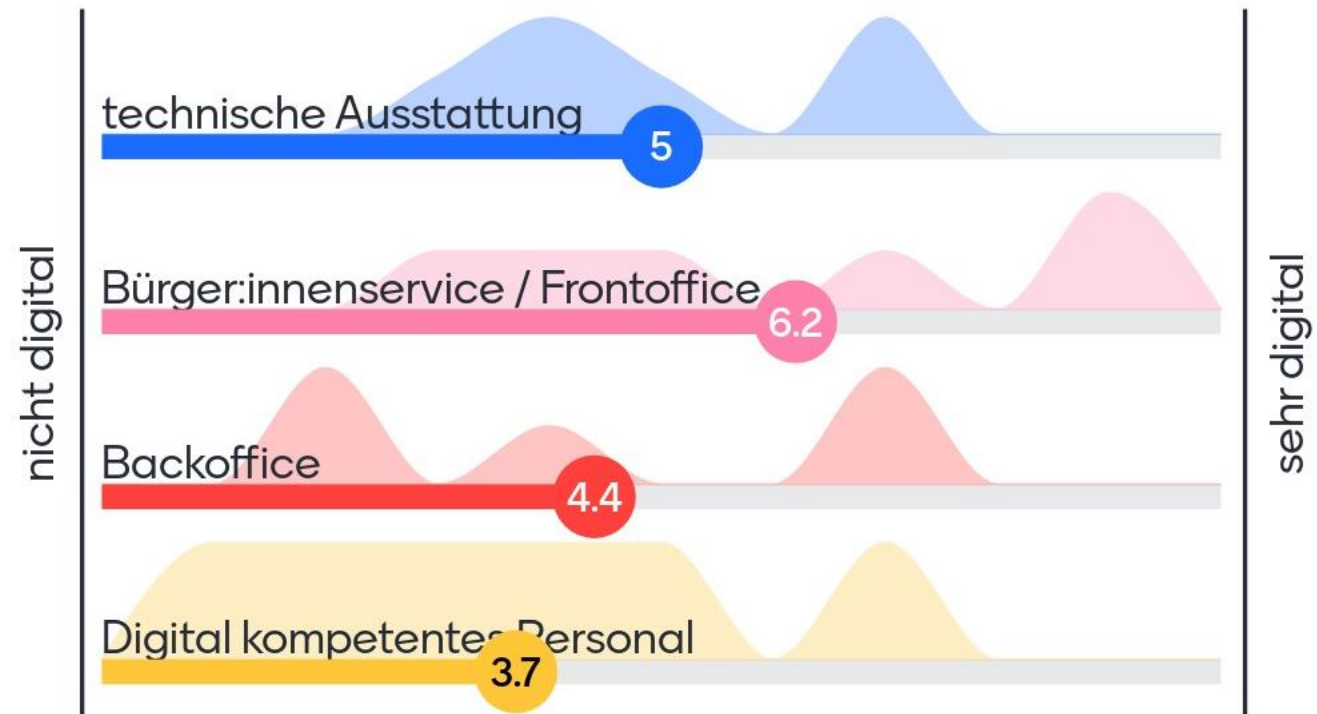 nicht digital
technische Ausstattung
5
Bürger:innenservice / Frontoffice
6.2
Backoffice
4.4
Digital kompetentes Personal
3.7
sehr digital